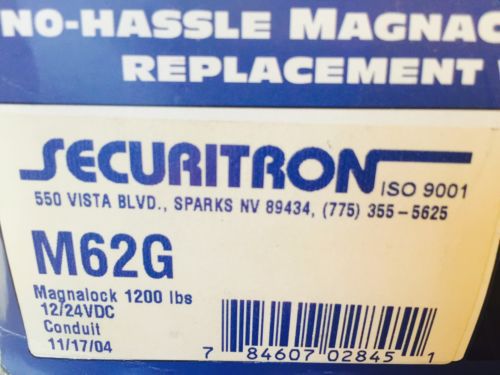 NO-HASSLE
REPLACEMENT
SECURITRON
ISO 9001
550 VISTA BLVD., SPARKS NV 89434, (775) 355-5625
M62G
Magnalock 1200 lbs
12/24VDC
Conduit
11/17/04
7 84607 02845 1